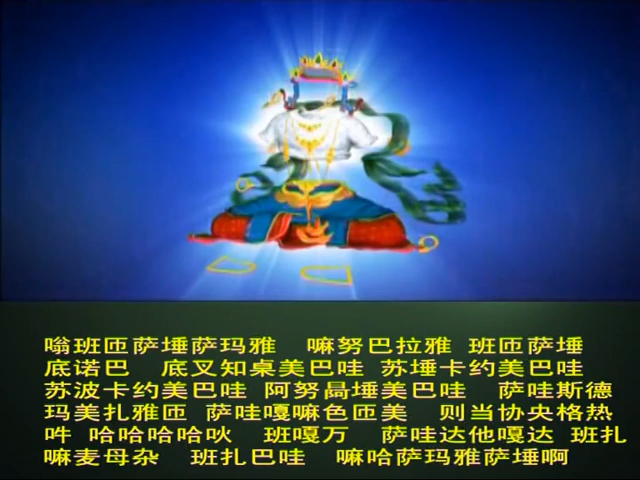 嗡班匝萨埵萨玛雅 嘛努巴拉雅 班匝萨埵
底诺巴 底叉知桌美巴哇 苏埵卡约美巴哇
苏波卡约美巴哇 阿努晶埵美巴哇 萨哇斯德
玛美扎雅匝 萨哇嘎嘛色匝美 则当协央格热
吽 哈哈哈哈吙 班嘎万 萨哇达他嘎达 班扎
嘛麦母杂 班扎巴哇 嘛哈萨玛雅萨埵啊